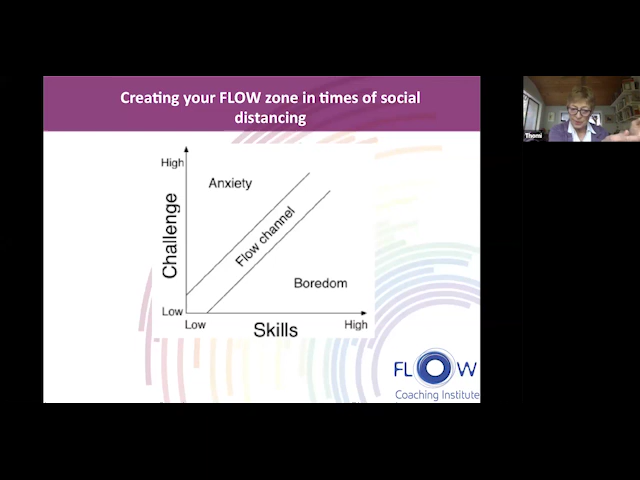 Creating your FLOW zone in times of social
distancing
High
Anxiety
Challenge
Flow channel
Boredom
Low
Low
Skills
High
FLOW
Coaching Institute
Thomi